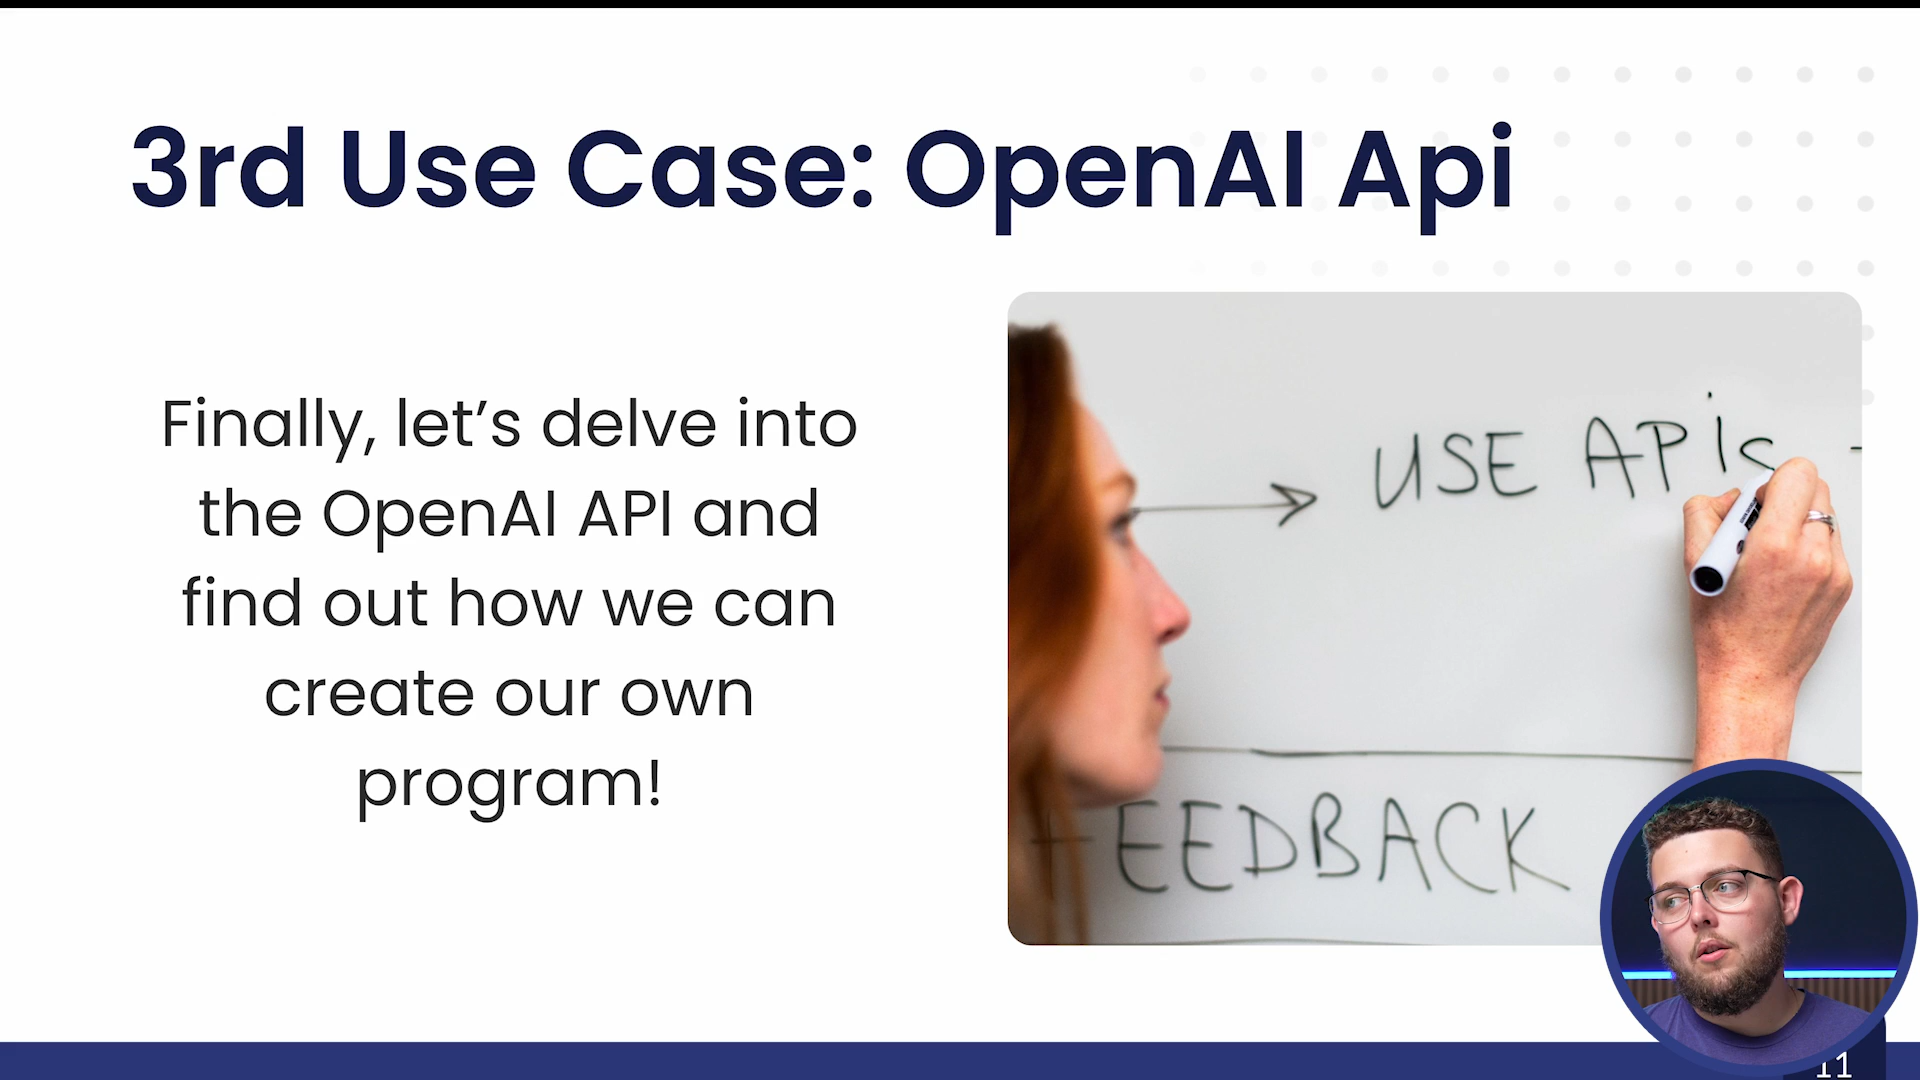 3rd Use Case: OpenAI Api
Finally, let’s delve into
the OpenAI API and
find out how we can
create our own
program!
USE APIs
FEEDBACK
11